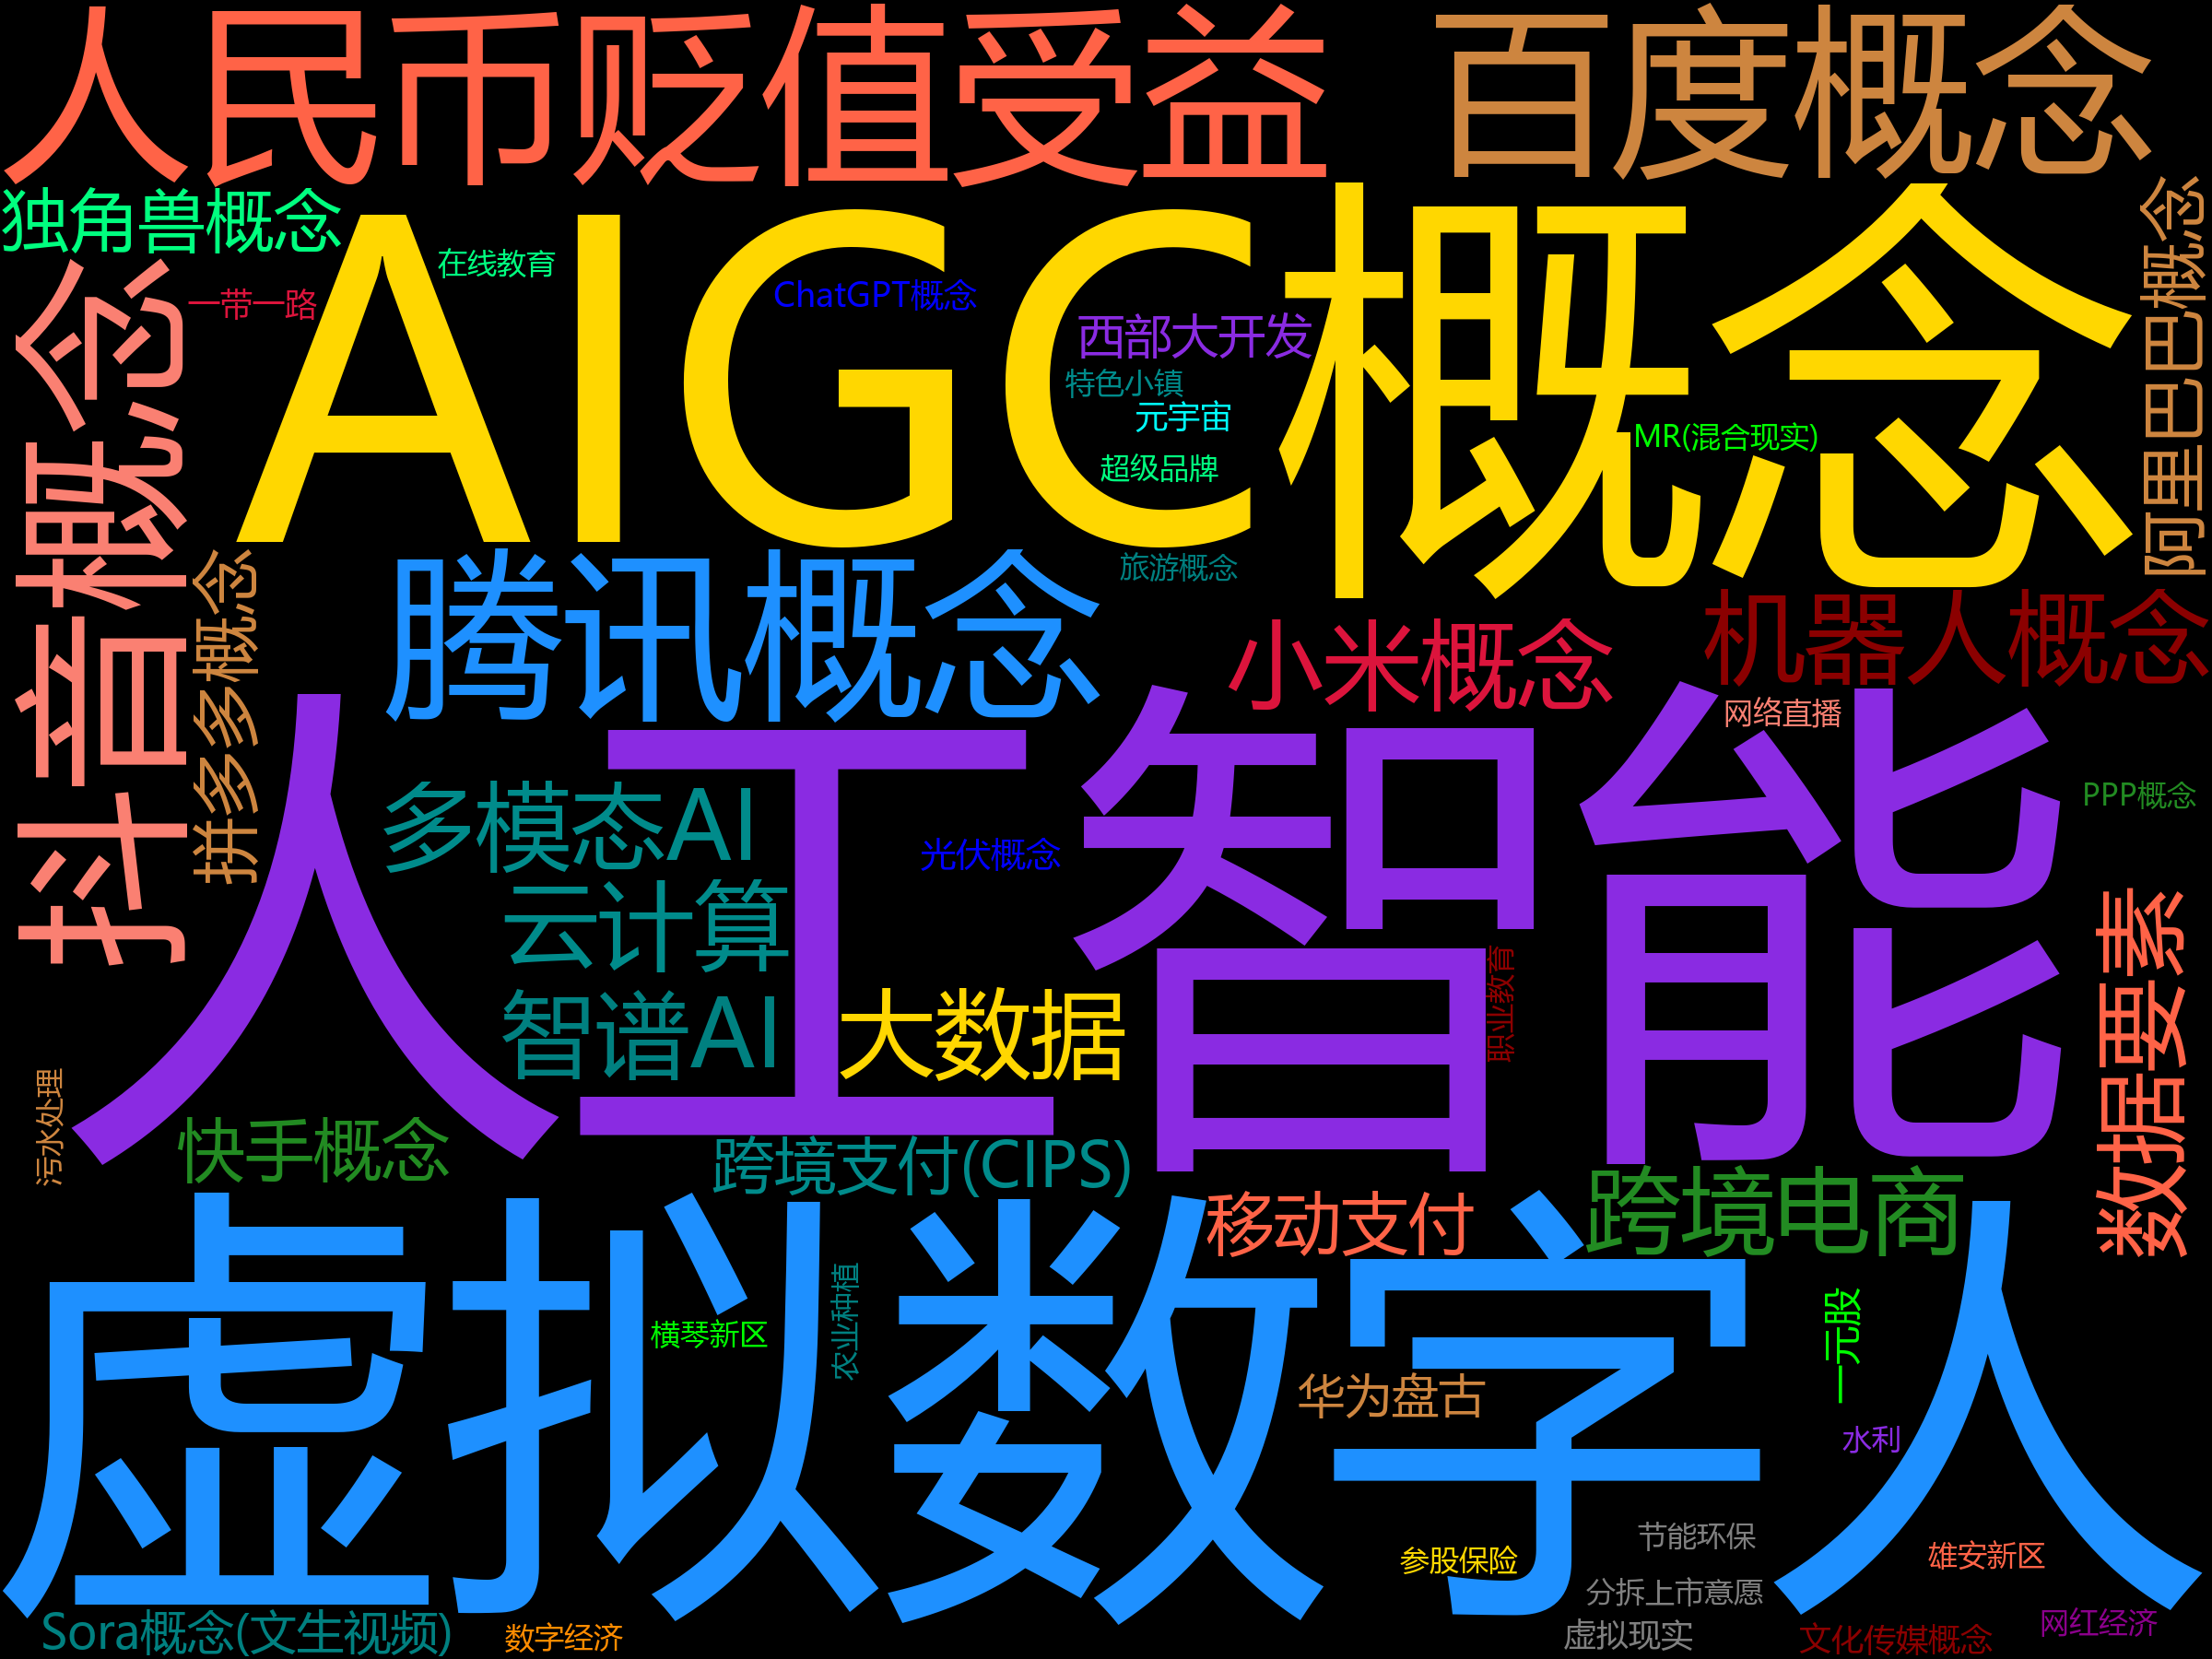 人民币贬值受益
百度概念
独角兽概念
一带一路
在线教育
AIGC概念
ChatGPT概念
西部大开发
特色小镇
元宇宙
超级品牌
MR(混合现实)
阿里巴巴概念
抖音概念
拼多多概念
腾讯概念
旅游概念
小米概念
机器人概念
网络直播
人工智能
多模态AI
光伏概念
PPP概念
云计算
智谱AI
大数据
职业教育
数据要素
污水处理
快手概念
跨境支付(CIPS)
移动支付
跨境电商
虚拟数字人
横琴新区
农业种植
华为盘古
一元股
水利
节能环保
参股保险
雄安新区
分拆上市意愿
Sora概念(文生视频)
数字经济
虚拟现实
文化传媒概念
网红经济